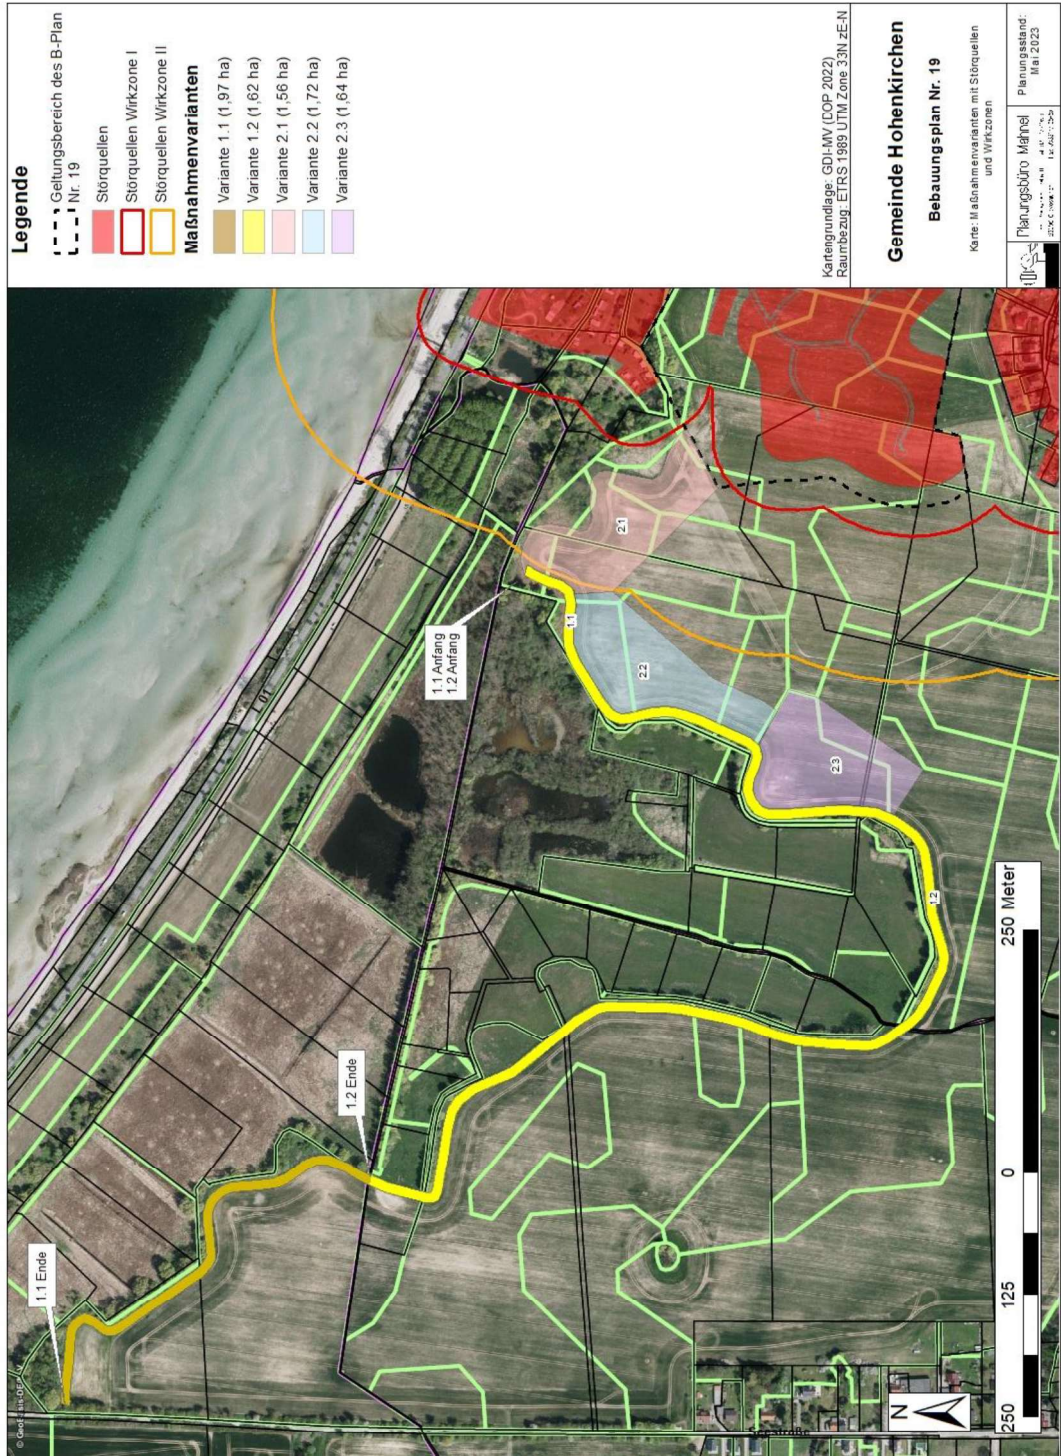 Legende
Geltungsbereich des B-Plan
Nr. 19
Störquellen
Störquellen Wirkzone I
Störquellen Wirkzone II
Maßnahmenvarianten
Variante 1.1 (1,97 ha)
Variante 1.2 (1,62 ha)
Variante 2.1 (1,56 ha)
Variante 2.2 (1,72 ha)
Variante 2.3 (1,64 ha)
Kartengrundlage: GDI-MV (DOP 2022)
Raumbezug: ETRS 1989 UTM Zone 33N zE-N
Gemeinde Hohenkirchen
Bebauungsplan Nr. 19
Karte: Maßnahmenvarianten mit Störquellen
und Wirkzonen
Planungsbüro Mahnel
Planungsstand:
Mai 2023
1.1 Ende
1.2 Ende
1.1 Anfang
1.2 Anfang
1.1
1.2
2.1
2.2
2.3
N
250
125
0
250 Meter